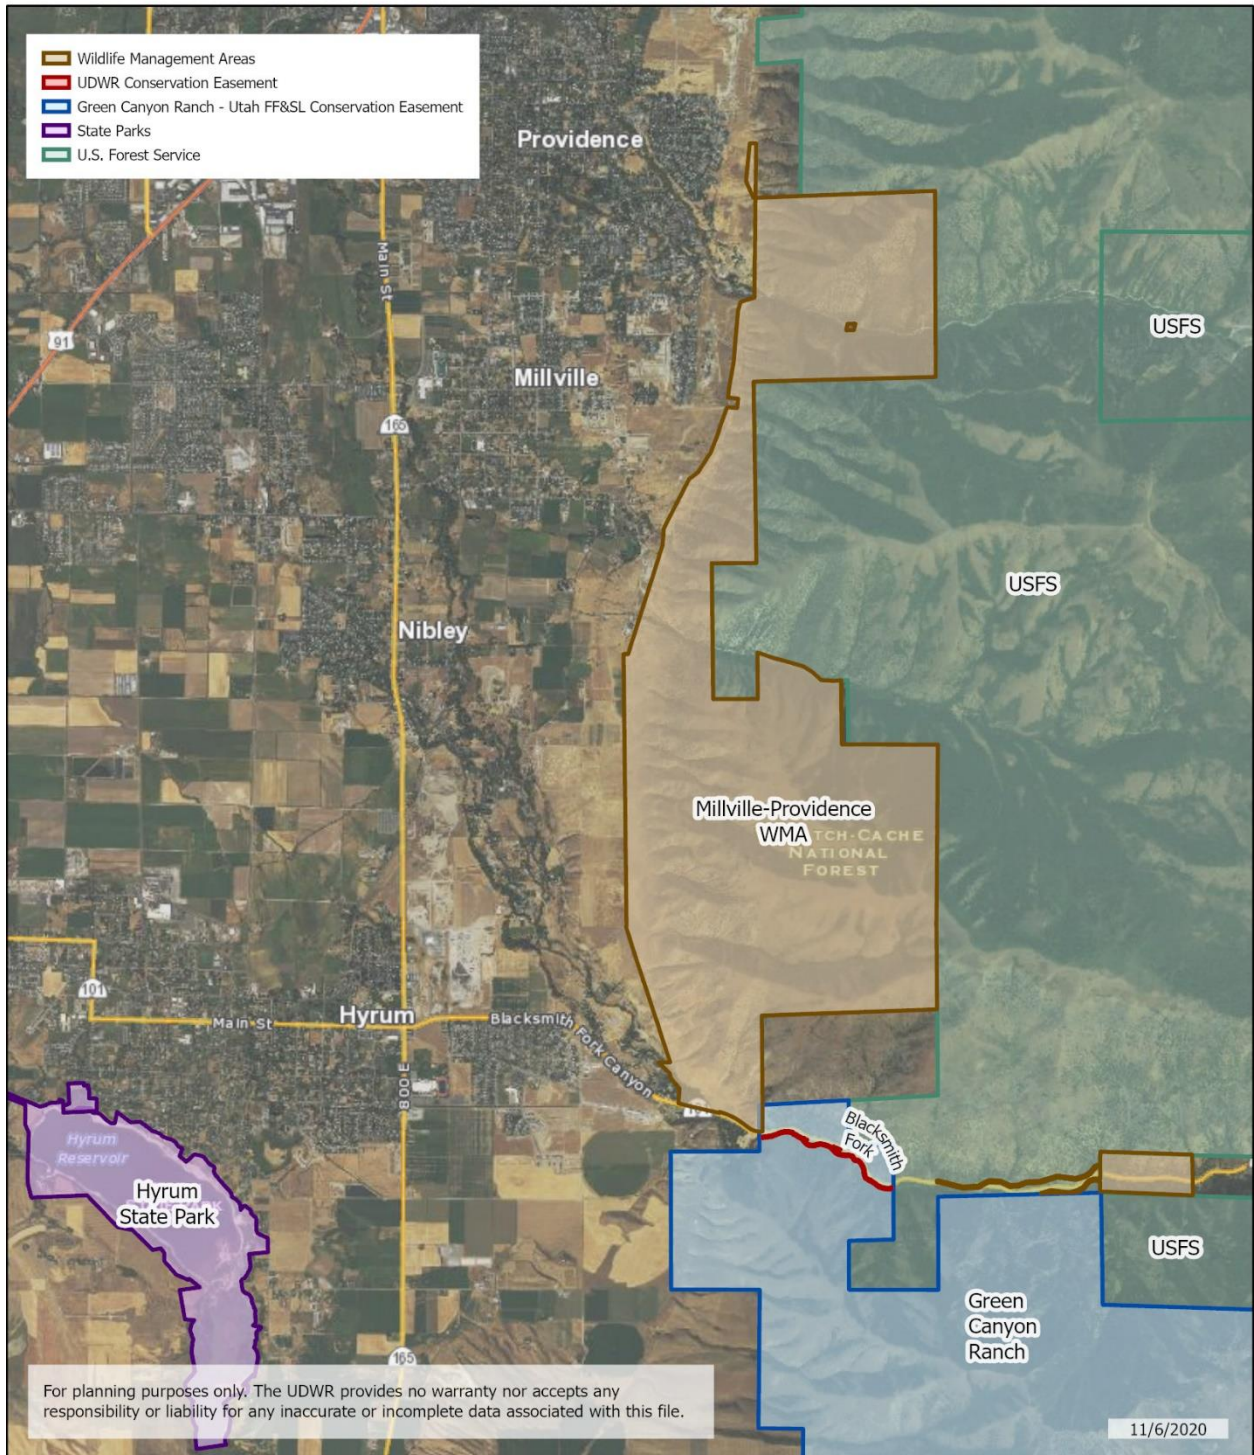 Wildlife Management Areas
UDWR Conservation Easement
Green Canyon Ranch - Utah FF&SL Conservation Easement
State Parks
U.S. Forest Service
Providence
Main St
91
USFS
Millville
165
USFS
Nibley
Millville-Providence
WMA
TCH-CACHE
NATIONAL
FOREST
101
Main St
Hyrum
Blacksmith Fork Canyon
800 E
Blacksmith
Fork
Hyrum
Reservoir
Hyrum
State Park
USFS
Green
Canyon
Ranch
165
For planning purposes only. The UDWR provides no warranty nor accepts any
responsibility or liability for any inaccurate or incomplete data associated with this file.
11/6/2020